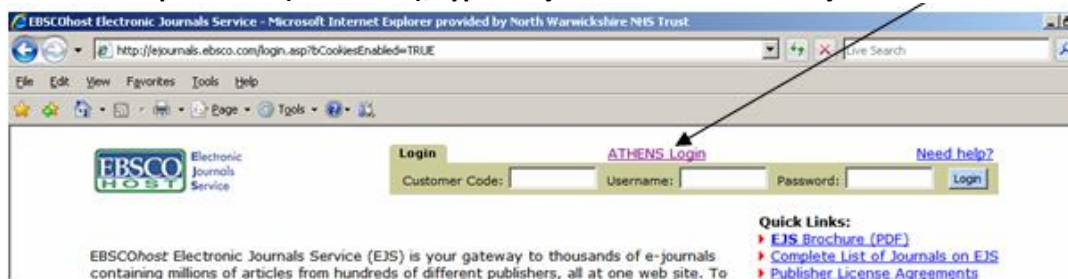 EBSCOhost Electronic Journals Service - Microsoft Internet Explorer provided by North Warwickshire NHS Trust
http://ejournals.ebsco.com/login.asp?bCookiesEnabled=TRUE
Live Search
File Edit View Favorites Tools Help
Page Tools
EBSCO HOST Electronic Journals Service
Login ATHENS Login Need help?
Customer Code: Username: Password: Login
Quick Links:
EJS Brochure (PDF)
Complete List of Journals on EJS
Publisher License Agreements
EBSCOhost Electronic Journals Service (EJS) is your gateway to thousands of e-journals
containing millions of articles from hundreds of different publishers, all at one web site. To